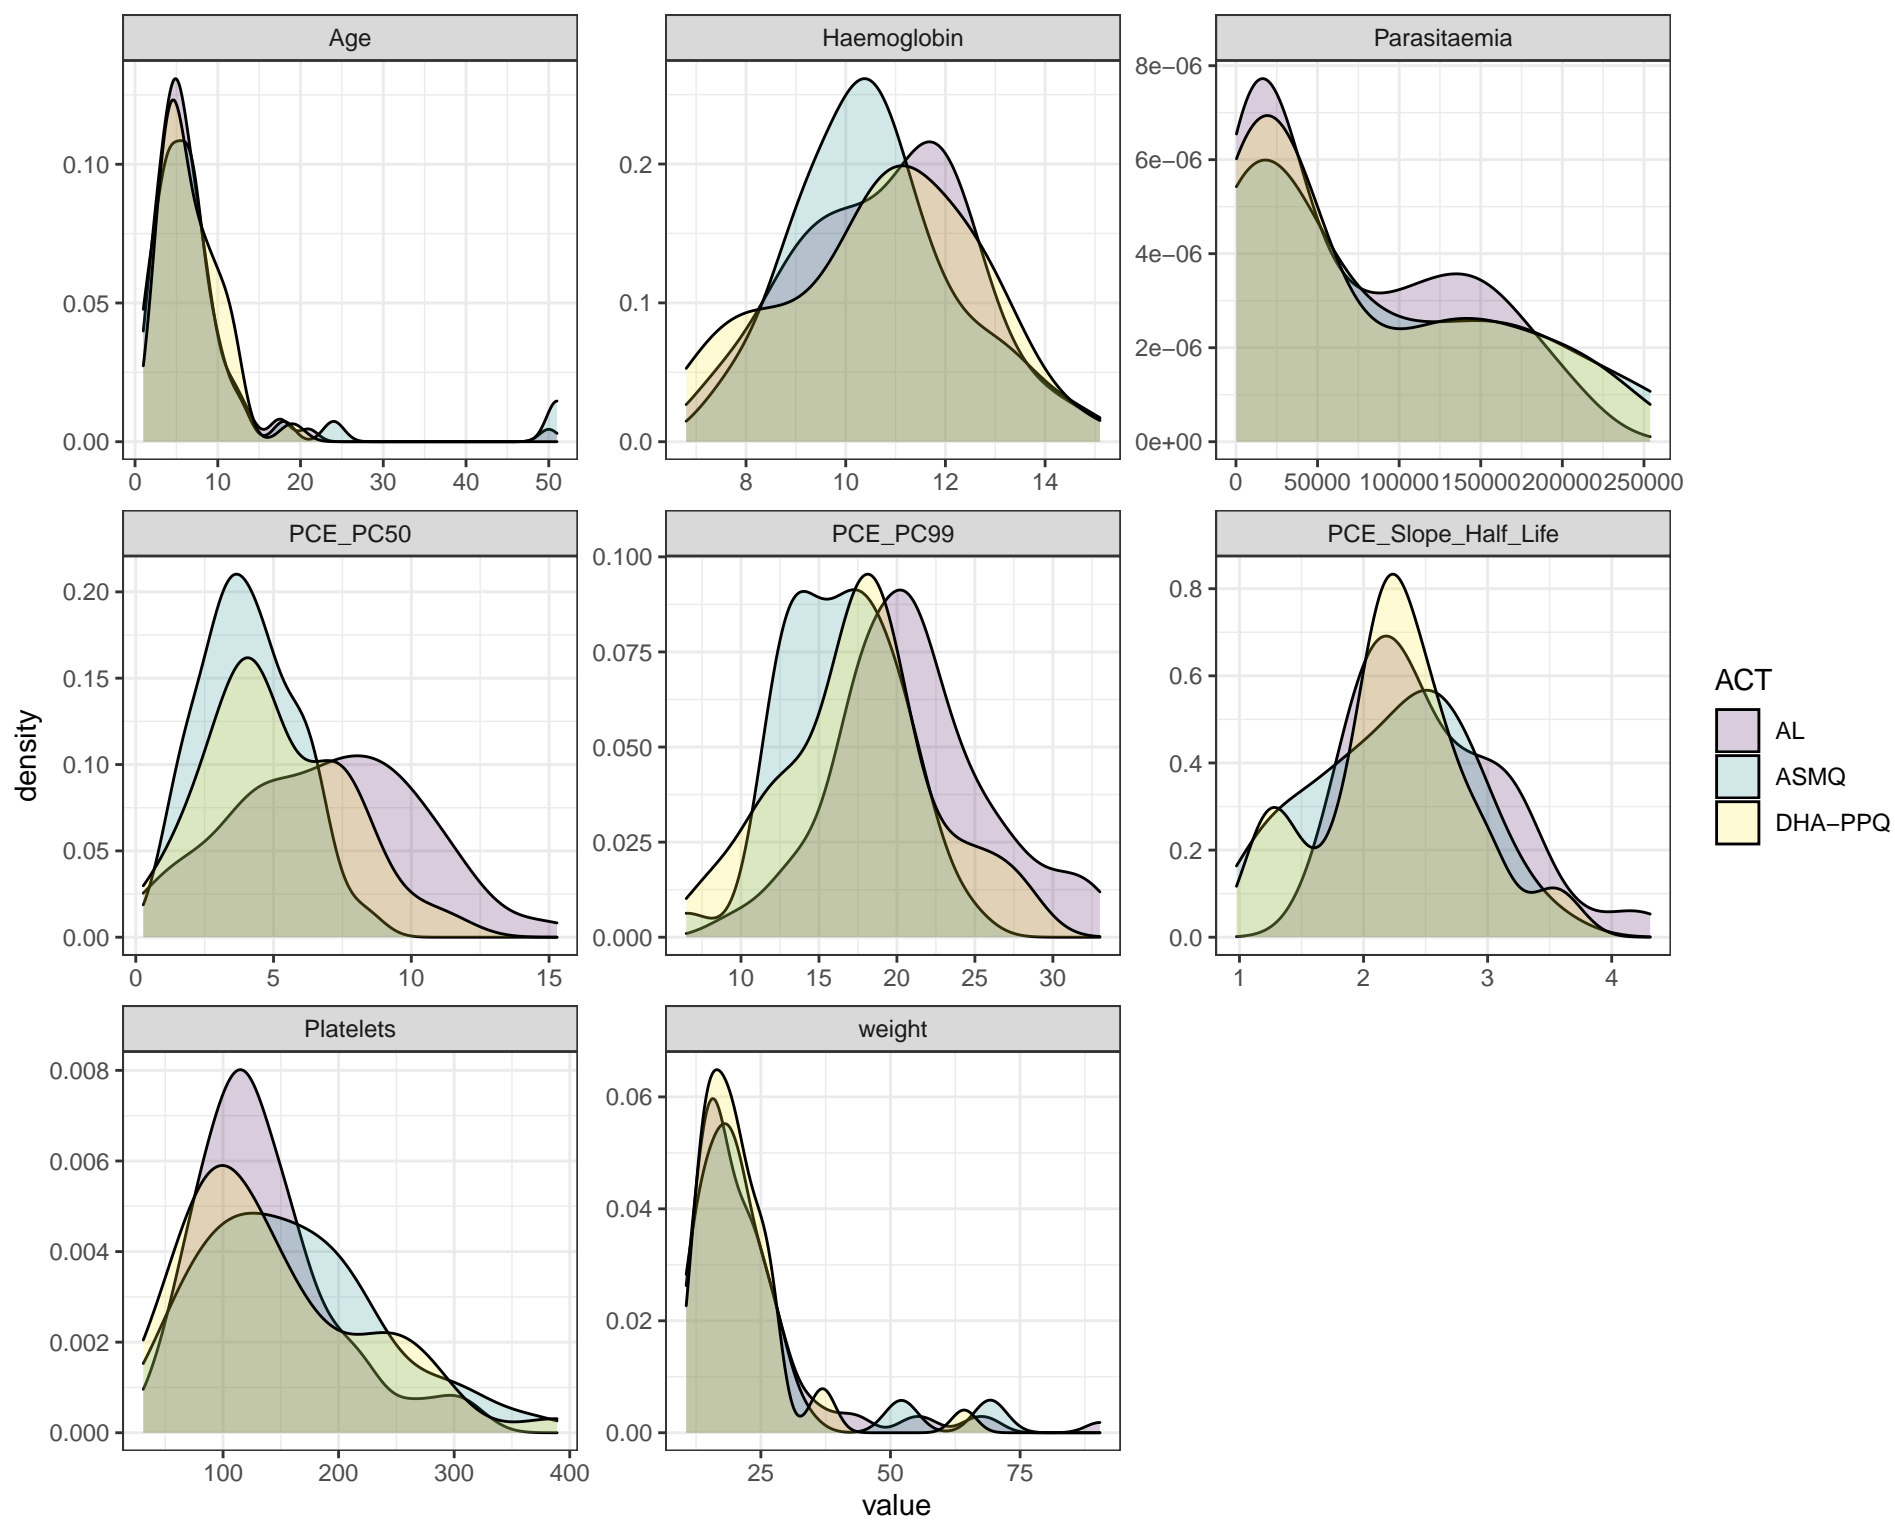 Age
Haemoglobin
Parasitaemia
0.10
0.05
0.00
0 10 20 30 40 50
0.2
0.1
0.0
8 10 12 14
8e−06
6e−06
4e−06
2e−06
0e+00
0 50000 100000 150000 200000 250000
PCE_PC50
PCE_PC99
PCE_Slope_Half_Life
0.20
0.15
0.10
0.05
0.00
0 5 10 15
0.100
0.075
0.050
0.025
0.000
10 15 20 25 30
0.8
0.6
0.4
0.2
0.0
1 2 3 4
Platelets
weight
0.008
0.006
0.004
0.002
0.000
100 200 300 400
0.06
0.04
0.02
0.00
25 50 75
density
value
ACT
AL
ASMQ
DHA−PPQ